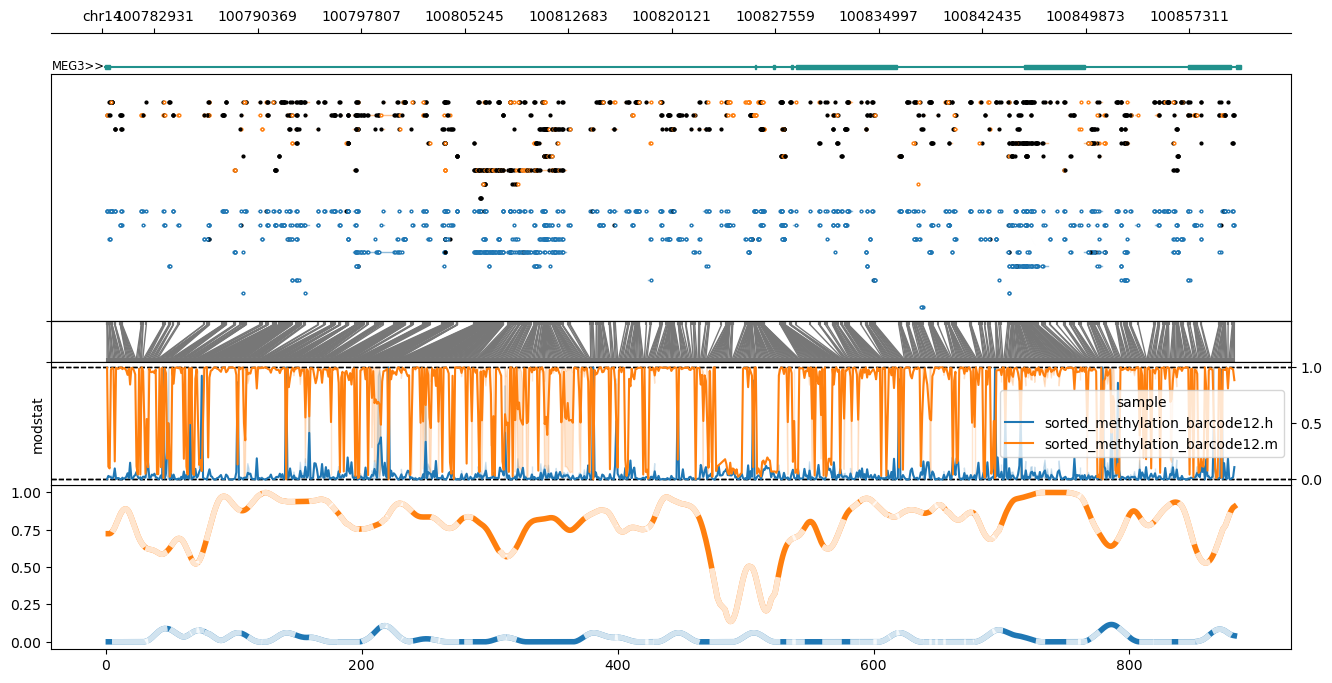 chr14 100782931 100790369 100797807 100805245 100812683 100820121 100827559 100834997 100842435 100849873 100857311
MEG3>>
1.0
modstat
sample
sorted_methylation_barcode12.h
0.5
sorted_methylation_barcode12.m
0.0
1.00
0.75
0.50
0.25
0.00
0 200 400 600 800